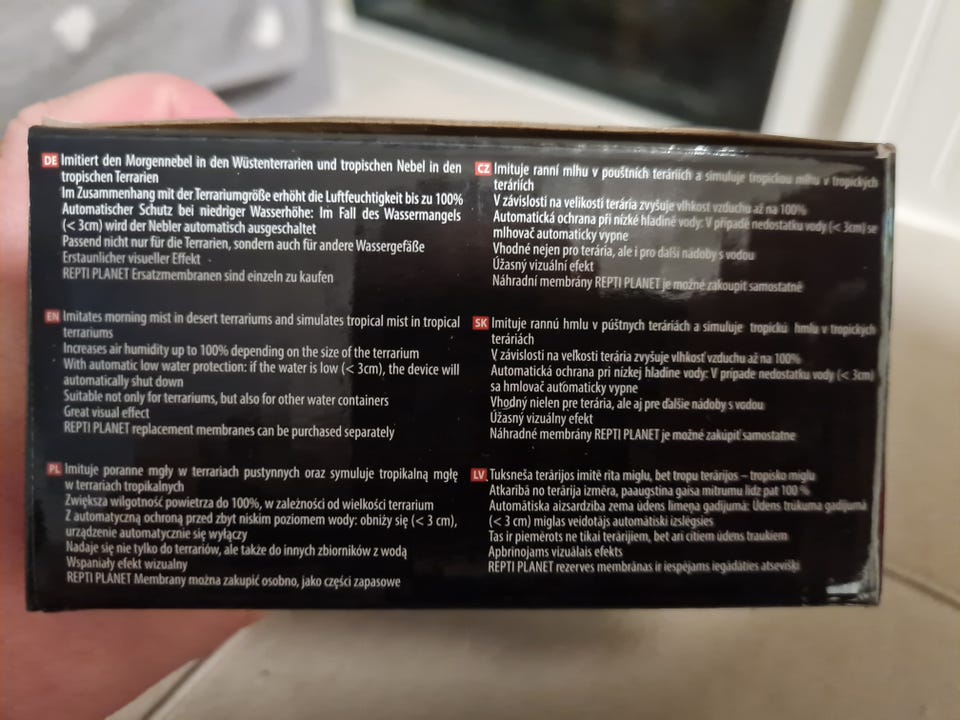 DE Imitiert den Morgennebel in den Wüstenterrarien und tropischen Nebel in den
tropischen Terrarien
Im Zusammenhang mit der Terrariumgröße erhöht die Luftfeuchtigkeit bis zu 100%
Automatischer Schutz bei niedriger Wasserhöhe: Im Fall des Wassermangels
(< 3cm) wird der Nebler automatisch ausgeschaltet
Passend nicht nur für die Terrarien, sondern auch für andere Wassergefäße
Erstaunlicher visueller Effekt
REPTI PLANET Ersatzmembranen sind einzeln zu kaufen
EN Imitates morning mist in desert terrariums and simulates tropical mist in tropical
terrariums
Increases air humidity up to 100% depending on the size of the terrarium
With automatic low water protection: if the water is low (< 3cm), the device will
automatically shut down
Suitable not only for terrariums, but also for other water containers
Great visual effect
REPTI PLANET replacement membranes can be purchased separately
PL Imituje poranne mgły w terrariach pustynnych oraz symuluje tropikalną mgłę
w terrariach tropikalnych
Zwiększa wilgotność powietrza do 100%, w zależności od wielkości terrarium
Z automatyczną ochroną przed zbyt niskim poziomem wody: obniży się (< 3 cm),
urządzenie automatycznie się wyłączy
Nadaje się nie tylko do terrariów, ale także do innych zbiorników z wodą
Wspaniały efekt wizualny
REPTI PLANET Membrany można zakupić osobno, jako części zapasowe
CZ Imituje ranní mlhu v pouštních teráriích a simuluje tropickou mlhu v tropických
teráriích
V závislosti na velikosti terária zvyšuje vlhkost vzduchu až na 100%
Automatická ochrana při nízké hladině vody: V případě nedostatku vody (< 3cm) se
mlhovač automaticky vypne
Vhodné nejen pro terária, ale i pro další nádoby s vodou
Úžasný vizuální efekt
Náhradní membrány REPTI PLANET je možné zakoupit samostatně
SK Imituje rannú hmlu v púštnych teráriách a simuluje tropickú hmlu v tropických
teráriách
V závislosti na veľkosti terária zvyšuje vlhkosť vzduchu až na 100%
Automatická ochrana pri nízkej hladine vody: V prípade nedostatku vody (< 3cm)
sa hmlovač automaticky vypne
Vhodný nielen pre terária, ale aj pre ďalšie nádoby s vodou
Úžasný vizuálny efekt
Náhradné membrány REPTI PLANET je možné zakúpiť samostatne
LV Tuksneša terārijos imitē rīta miglu, bet tropu terārijos – tropisko miglu
Atkarībā no terārija izmēra, paaugstina gaisa mitrumu līdz pat 100 %
Automātiska aizsardzība zema ūdens līmeņa gadījumā: Ūdens trūkuma gadījumā
(< 3 cm) miglas veidotājs automātiski izslēgsies
Tas ir piemērots ne tikai terārijiem, bet arī citiem ūdens traukiem
Apbrīnojams vizuālais efekts
REPTI PLANET rezerves membrānas ir iespējams iegādāties atsevišķi